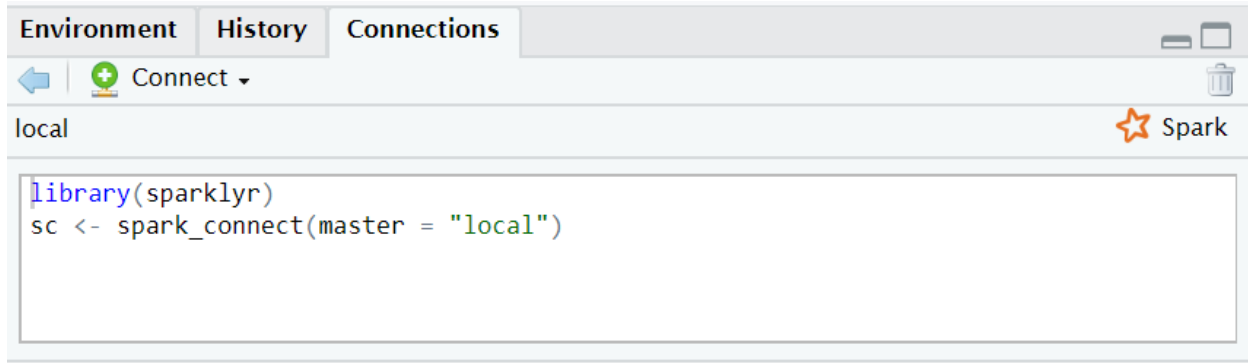 Environment History Connections
Connect
local Spark
library(sparklyr)
sc <- spark_connect(master = "local")